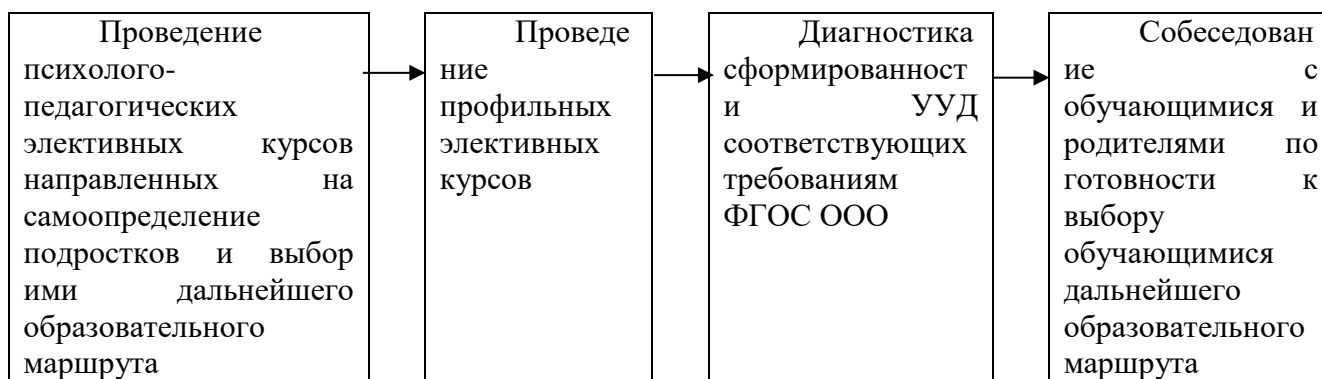 Проведение
психолого-
педагогических
элективных курсов
направленных на
самоопределение
подростков и выбор
ими дальнейшего
образовательного
маршрута
Проведе
ние
профильных
элективных
курсов
Диагностика
сформированност
и УУД
соответствующих
требованиям
ФГОС ООО
Собеседован
ие с
обучающимися и
родителями по
готовности к
выбору
обучающимися
дальнейшего
образовательного
маршрута